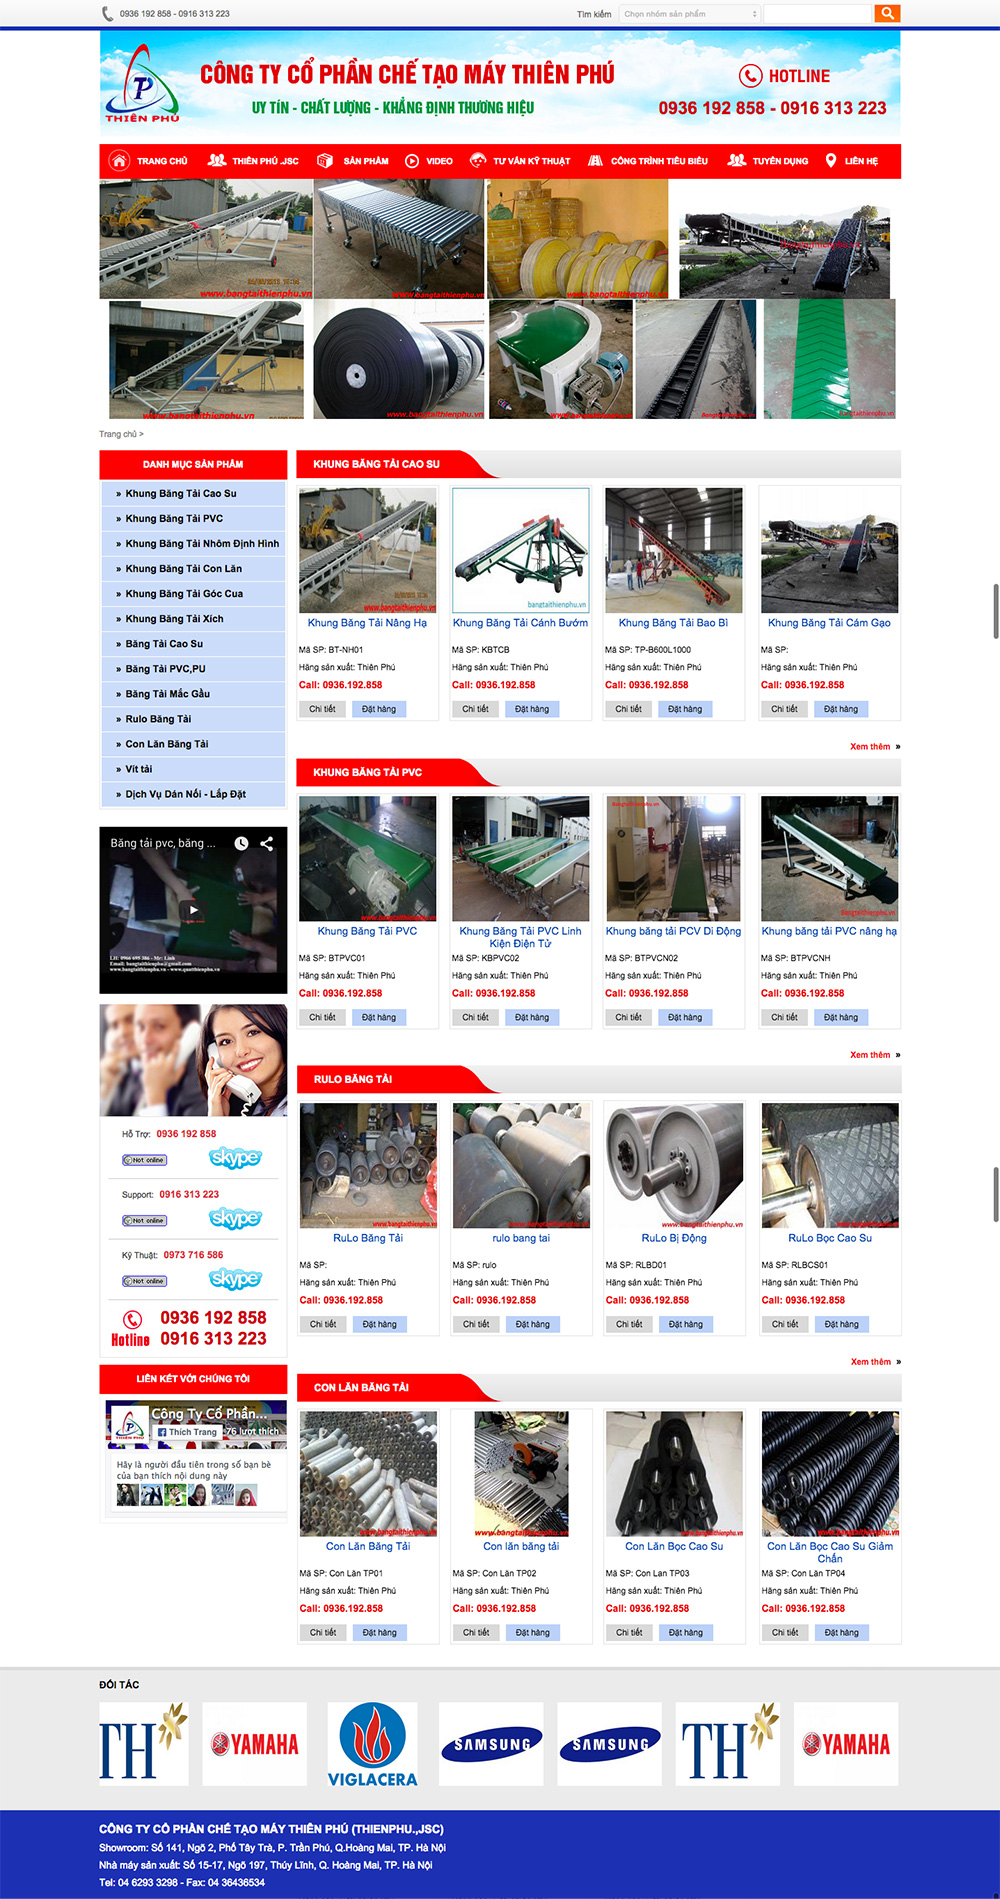 0936 192 858 - 0916 313 223
Tìm kiếm
Chọn nhóm sản phẩm
CÔNG TY CỔ PHẦN CHẾ TẠO MÁY THIÊN PHÚ
UY TÍN - CHẤT LƯỢNG - KHẲNG ĐỊNH THƯƠNG HIỆU
HOTLINE
0936 192 858 - 0916 313 223
TP
THIÊN PHÚ
TRANG CHỦ THIÊN PHÚ .JSC SẢN PHẨM VIDEO TƯ VẤN KỸ THUẬT CÔNG TRÌNH TIÊU BIỂU TUYỂN DỤNG LIÊN HỆ
www.bangtaithienphu.vn
Trang chủ >
DANH MỤC SẢN PHẨM
» Khung Băng Tải Cao Su
» Khung Băng Tải PVC
» Khung Băng Tải Nhôm Định Hình
» Khung Băng Tải Con Lăn
» Khung Băng Tải Góc Cua
» Khung Băng Tải Xích
» Băng Tải Cao Su
» Băng Tải PVC,PU
» Băng Tải Mắc Gầu
» Rulo Băng Tải
» Con Lăn Băng Tải
» Vít tải
» Dịch Vụ Dán Nối - Lắp Đặt
Băng tải pvc, băng ...
LH: 0966 695 386 - Mr: Linh
Email: bangtaithienphu@gmail.com
www.bangtaithienphu.vn - www.quatthienphu.vn
Hỗ Trợ: 0936 192 858
Not online skype
Support: 0916 313 223
Not online skype
Kỹ Thuật: 0973 716 586
Not online skype
Hotline
0936 192 858
0916 313 223
LIÊN KẾT VỚI CHÚNG TÔI
Công Ty Cổ Phần...
Thích Trang 76 lượt thích
Hãy là người đầu tiên trong số bạn bè
của bạn thích nội dung này
KHUNG BĂNG TẢI CAO SU
Khung Băng Tải Nâng Hạ
Mã SP: BT-NH01
Hãng sản xuất: Thiên Phú
Call: 0936.192.858
Chi tiết Đặt hàng
Khung Băng Tải Cánh Bướm
Mã SP: KBTCB
Hãng sản xuất: Thiên Phú
Call: 0936.192.858
Chi tiết Đặt hàng
Khung Băng Tải Bao Bì
Mã SP: TP-B600L1000
Hãng sản xuất: Thiên Phú
Call: 0936.192.858
Chi tiết Đặt hàng
Khung Băng Tải Cám Gạo
Mã SP:
Hãng sản xuất: Thiên Phú
Call: 0936.192.858
Chi tiết Đặt hàng
Xem thêm »
KHUNG BĂNG TẢI PVC
Khung Băng Tải PVC
Mã SP: BTPVC01
Hãng sản xuất: Thiên Phú
Call: 0936.192.858
Chi tiết Đặt hàng
Khung Băng Tải PVC Linh
Kiện Điện Tử
Mã SP: KBPVC02
Hãng sản xuất: Thiên Phú
Call: 0936.192.858
Chi tiết Đặt hàng
Khung băng tải PCV Di Động
Mã SP: BTPVCN02
Hãng sản xuất: Thiên Phú
Call: 0936.192.858
Chi tiết Đặt hàng
Khung băng tải PVC nâng hạ
Mã SP: BTPVCNH
Hãng sản xuất: Thiên Phú
Call: 0936.192.858
Chi tiết Đặt hàng
Xem thêm »
RULO BĂNG TẢI
RuLo Băng Tải
Mã SP:
Hãng sản xuất: Thiên Phú
Call: 0936.192.858
Chi tiết Đặt hàng
rulo bang tai
Mã SP: rulo
Hãng sản xuất: Thiên Phú
Call: 0936.192.858
Chi tiết Đặt hàng
RuLo Bị Động
Mã SP: RLBD01
Hãng sản xuất: Thiên Phú
Call: 0936.192.858
Chi tiết Đặt hàng
RuLo Bọc Cao Su
Mã SP: RLBCS01
Hãng sản xuất: Thiên Phú
Call: 0936.192.858
Chi tiết Đặt hàng
Xem thêm »
CON LĂN BĂNG TẢI
Con Lăn Băng Tải
Mã SP: Con Lăn TP01
Hãng sản xuất: Thiên Phú
Call: 0936.192.858
Chi tiết Đặt hàng
Con lăn băng tải
Mã SP: Con Lăn TP02
Hãng sản xuất: Thiên Phú
Call: 0936.192.858
Chi tiết Đặt hàng
Con Lăn Bọc Cao Su
Mã SP: Con Lan TP03
Hãng sản xuất: Thiên Phú
Call: 0936.192.858
Chi tiết Đặt hàng
Con Lăn Bọc Cao Su Giảm
Chấn
Mã SP: Con Lăn TP04
Hãng sản xuất: Thiên Phú
Call: 0936.192.858
Chi tiết Đặt hàng
ĐỐI TÁC
TH YAMAHA VIGLACERA SAMSUNG SAMSUNG TH YAMAHA
CÔNG TY CỔ PHẦN CHẾ TẠO MÁY THIÊN PHÚ (THIENPHU.,JSC)
Showroom: Số 141, Ngõ 2, Phố Tây Trà, P. Trần Phú, Q.Hoàng Mai, TP. Hà Nội
Nhà máy sản xuất: Số 15-17, Ngõ 197, Thúy Lĩnh, Q. Hoàng Mai, TP. Hà Nội
Tel: 04 6293 3298 - Fax: 04 36436534